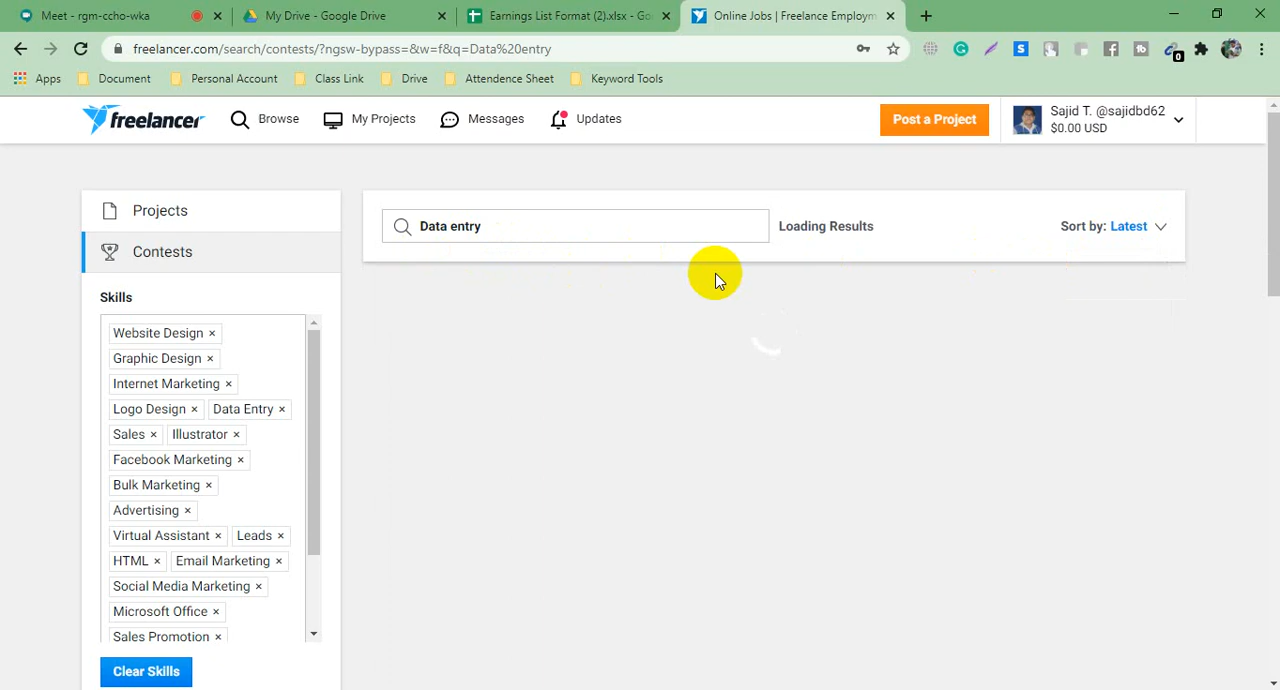 Meet - rgm-ccho-wka
My Drive - Google Drive
Earnings List Format (2).xlsx - Go
Online Jobs | Freelance Employm
freelancer.com/search/contests/?ngsw-bypass=&w=f&q=Data%20entry
0
Apps
Document
Personal Account
Class Link
Drive
Attendence Sheet
Keyword Tools
freelancer
Browse
My Projects
Messages
Updates
Post a Project
Sajid T. @sajidbd62
$0.00 USD
Projects
Contests
Data entry
Loading Results
Sort by: Latest
Skills
Website Design ×
Graphic Design ×
Internet Marketing ×
Logo Design × Data Entry ×
Sales × Illustrator ×
Facebook Marketing ×
Bulk Marketing ×
Advertising ×
Virtual Assistant × Leads ×
HTML × Email Marketing ×
Social Media Marketing ×
Microsoft Office ×
Sales Promotion ×
Clear Skills